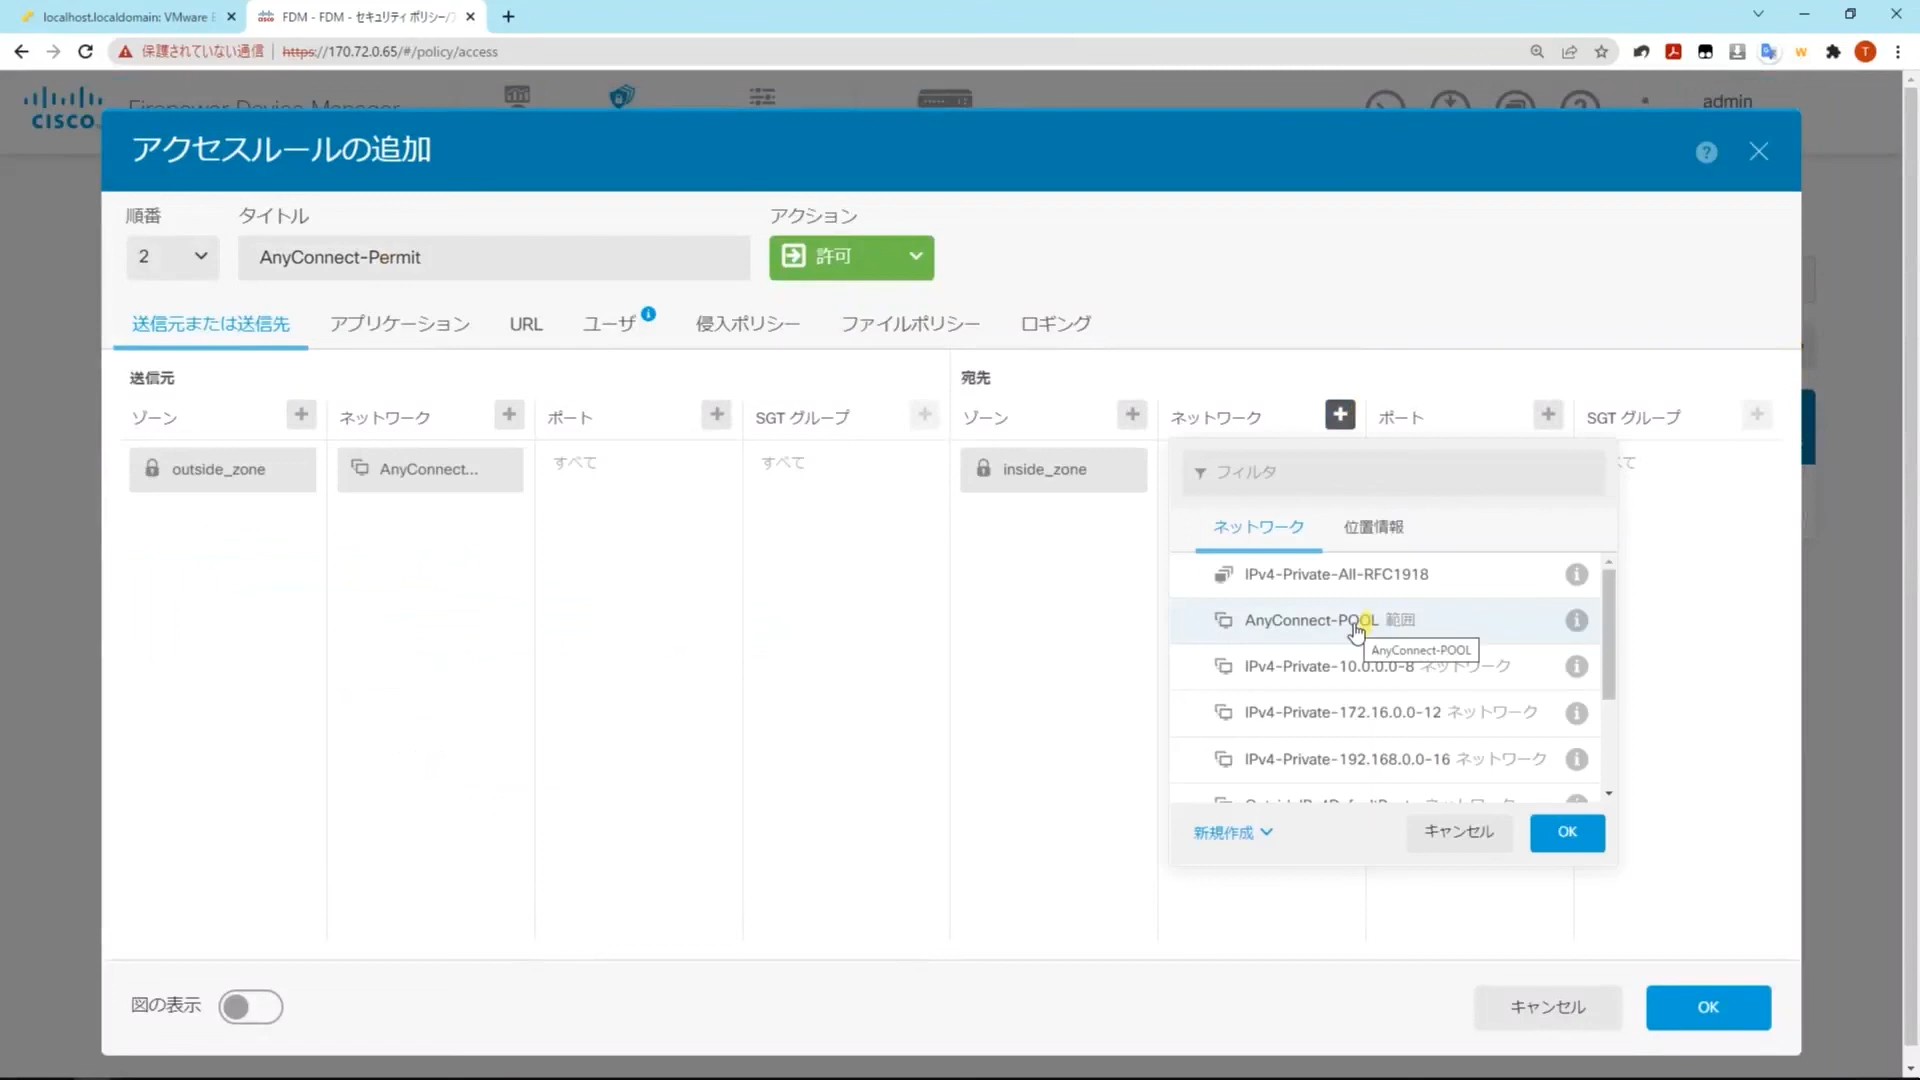 localhost.localdomain: VMware E
FDM - FDM - セキュリティ ポリシー/ア
保護されていない通信
https://170.72.0.65/#/policy/access
T
CISCO
Firepower Device Manager
admin
アクセスルールの追加
順番
タイトル
アクション
2
AnyConnect-Permit
許可
送信元または送信先
アプリケーション
URL
ユーザ
侵入ポリシー
ファイルポリシー
ロギング
送信元
宛先
ゾーン
ネットワーク
ポート
SGT グループ
ゾーン
ネットワーク
ポート
SGT グループ
outside_zone
AnyConnect...
すべて
すべて
inside_zone
フィルタ
ネットワーク
位置情報
IPv4-Private-All-RFC1918
AnyConnect-POOL 範囲
AnyConnect-POOL
IPv4-Private-10.0.0.0-8 ネットワーク
IPv4-Private-172.16.0.0-12 ネットワーク
IPv4-Private-192.168.0.0-16 ネットワーク
新規作成
キャンセル
OK
図の表示
キャンセル
OK